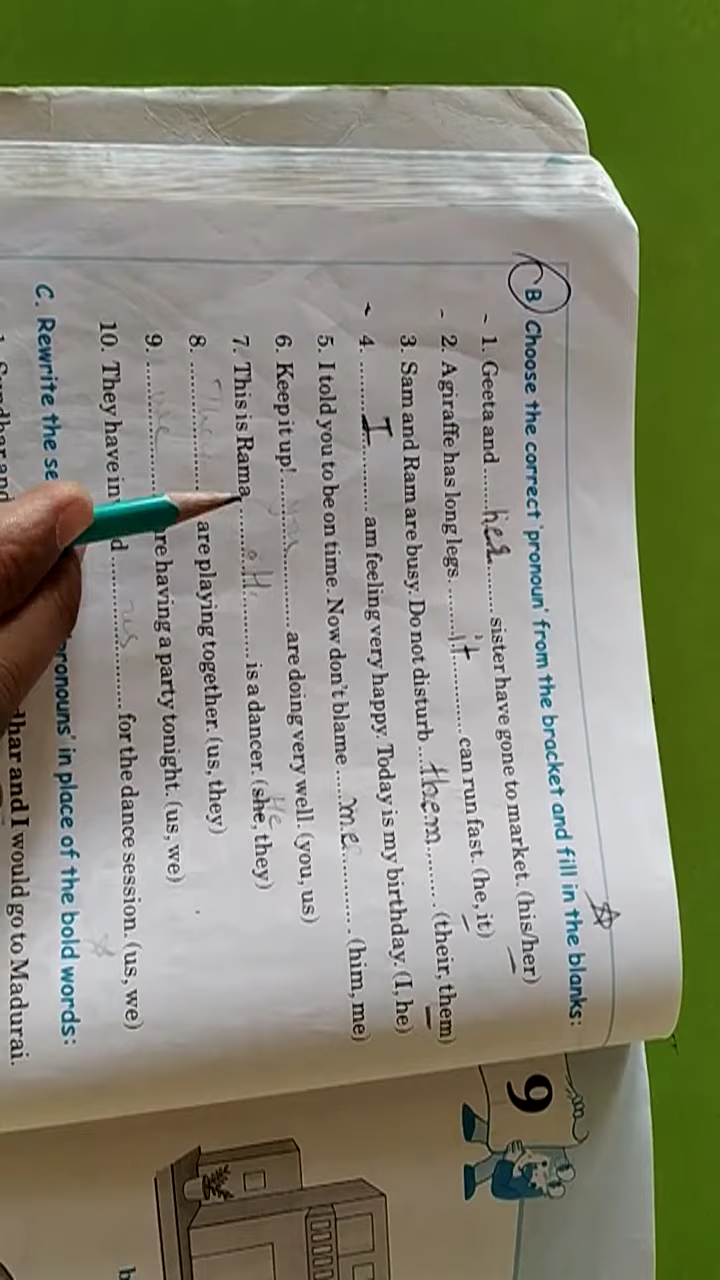 B) Choose the correct 'pronoun' from the bracket and fill in the blanks:
1. Geeta and ......her...... sister have gone to market. (his/her)
2. A giraffe has long legs. ......it...... can run fast. (he, it)
3. Sam and Ram are busy. Do not disturb ....them........ (their, them)
4. ........I........ am feeling very happy. Today is my birthday. (I, he)
5. I told you to be on time. Now don't blame ......me............ (him, me)
6. Keep it up! ......you...... are doing very well. (you, us)
7. This is Rama. .................. is a dancer. (she, they) He
8. .................. are playing together. (us, they)
9. ......we...... are having a party tonight. (us, we)
10. They have in d ......us...... for the dance session. (us, we)
C. Rewrite the se pronouns' in place of the bold words:
dhar and I would go to Madurai.
9